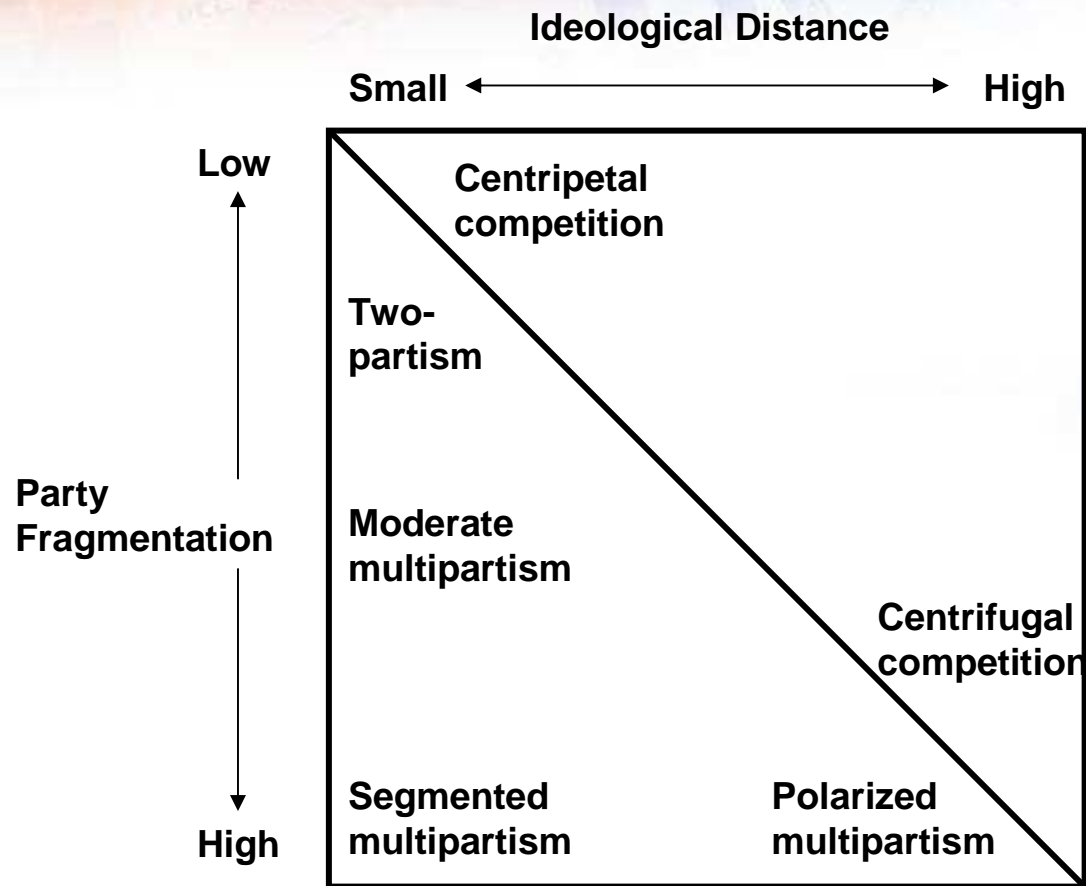 Ideological Distance
Small
High
Low
Centripetal
competition
Two-
partism
Party
Fragmentation
Moderate
multipartism
Centrifugal
competition
Segmented
multipartism
Polarized
multipartism
High